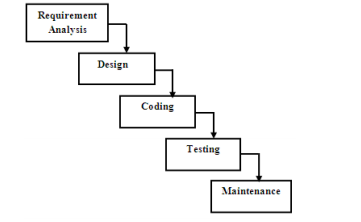 Requirement
Analysis
Design
Coding
Testing
Maintenance